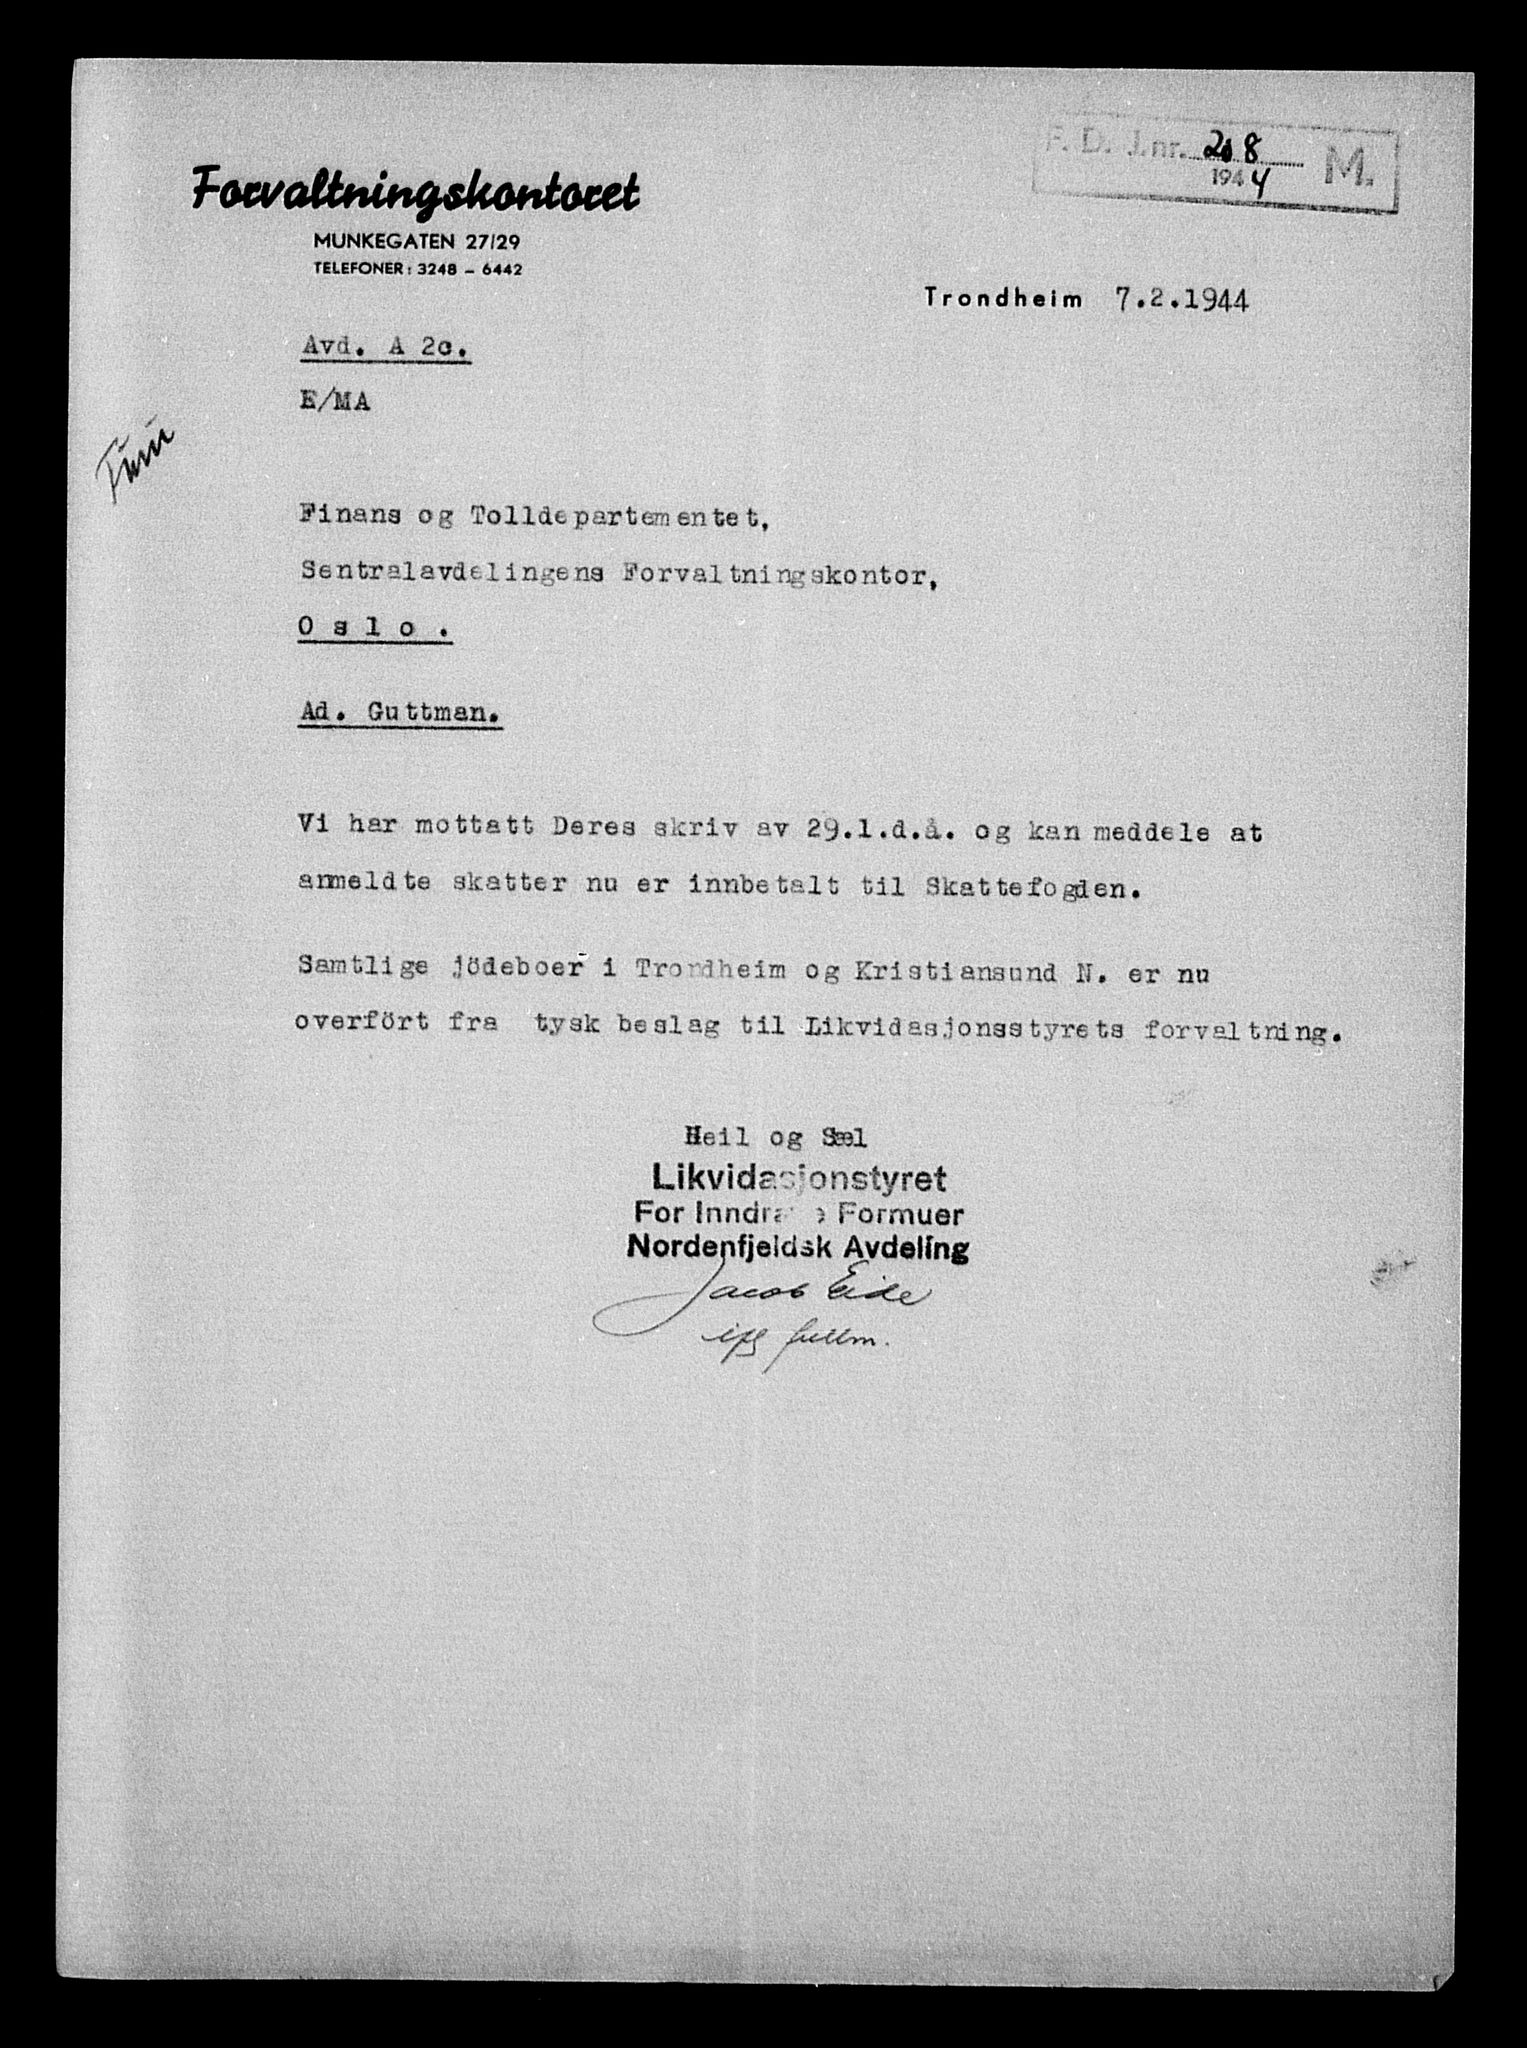 F. D. J.nr. 208 M.
1944
Forvaltningskontoret
MUNKEGATEN 27/29
TELEFONER: 3248 – 6442
Trondheim 7.2.1944
Avd. A 2c.
E/MA
Finans og Tolldepartementet,
Sentralavdelingens Forvaltningskontor,
Oslo.
Ad. Guttman.
Vi har mottatt Deres skriv av 29.1.d.å. og kan meddele at
anmeldte skatter nu er innbetalt til Skattefogden.
Samtlige jödeboer i Trondheim og Kristiansund N. er nu
overfört fra tysk beslag til Likvidasjonsstyrets forvaltning.
Heil og Sæl
Likvidasjonstyret
For Inndratte Formuer
Nordenfjeldsk Avdeling
Jacob Eide